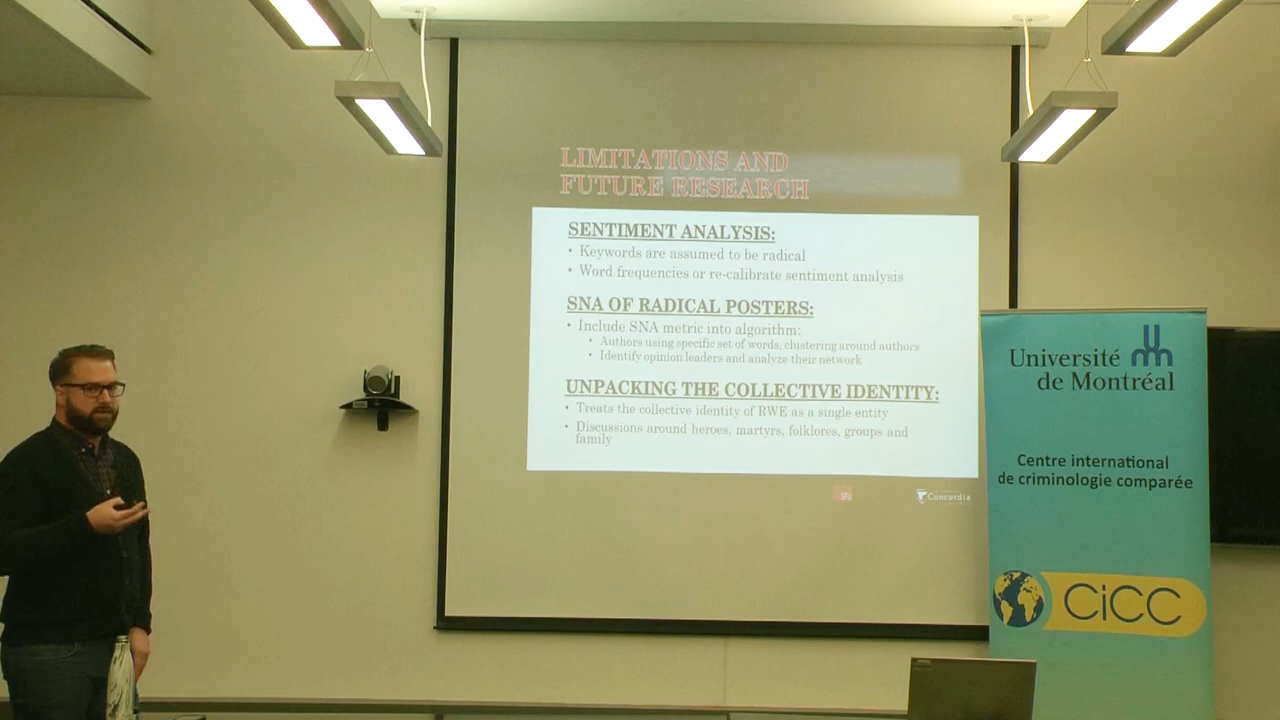 LIMITATIONS AND
FUTURE RESEARCH
SENTIMENT ANALYSIS:
• Keywords are assumed to be radical
• Word frequencies or re-calibrate sentiment analysis
SNA OF RADICAL POSTERS:
• Include SNA metric into algorithm:
• Authors using specific set of words, clustering around authors
• Identify opinion leaders and analyze their network
UNPACKING THE COLLECTIVE IDENTITY:
• Treats the collective identity of RWE as a single entity
• Discussions around heroes, martyrs, folklores, groups and
family
SFU
Concordia
Université
de Montréal
Centre international
de criminologie comparée
CiCC